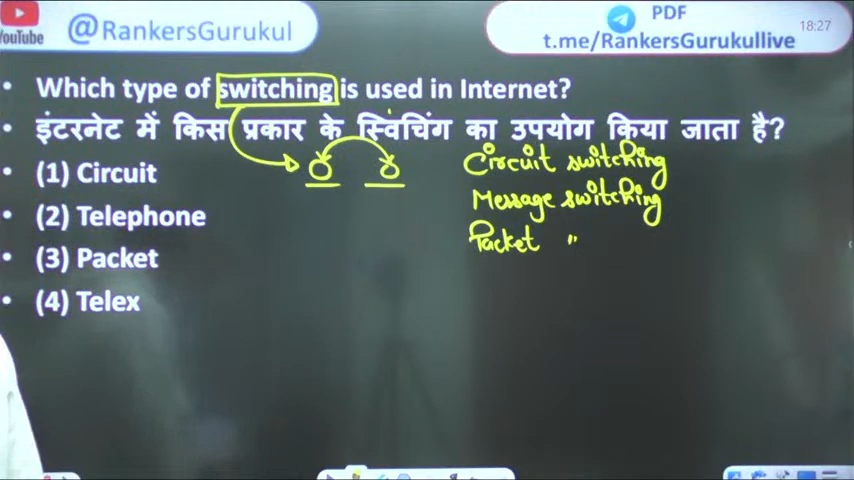 YouTube
@RankersGurukul
PDF
t.me/RankersGurukullive
18:27
• Which type of switching is used in Internet?
• इंटरनेट में किस प्रकार के स्विचिंग का उपयोग किया जाता है?
• (1) Circuit
• (2) Telephone
• (3) Packet
• (4) Telex
Circuit switching
Message switching
Packet "